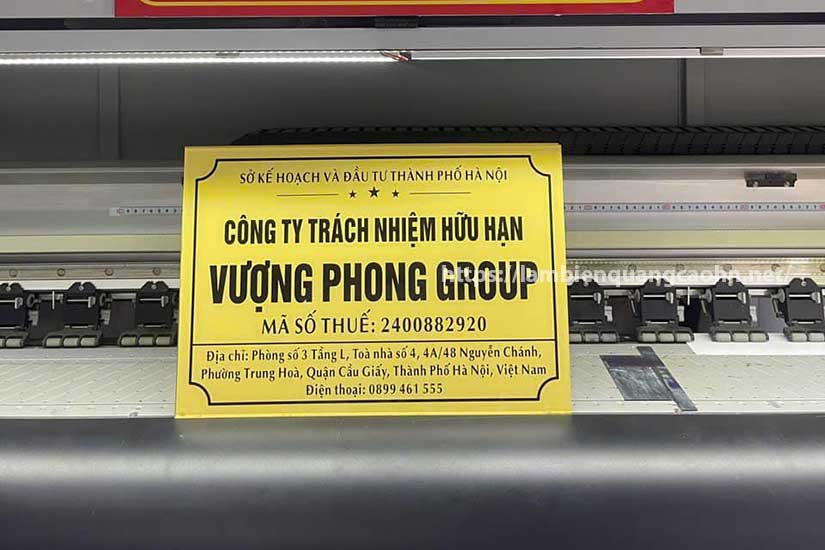 SỞ KẾ HOẠCH VÀ ĐẦU TƯ THÀNH PHỐ HÀ NỘI
CÔNG TY TRÁCH NHIỆM HỮU HẠN
VƯỢNG PHONG GROUP
https://lambienquangcaohn.net/
MÃ SỐ THUẾ: 2400882920
Địa chỉ: Phòng số 3 Tầng L, Toà nhà số 4, 4A/48 Nguyễn Chánh,
Phường Trung Hoà, Quận Cầu Giấy, Thành Phố Hà Nội, Việt Nam
Điện thoại: 0899 461 555